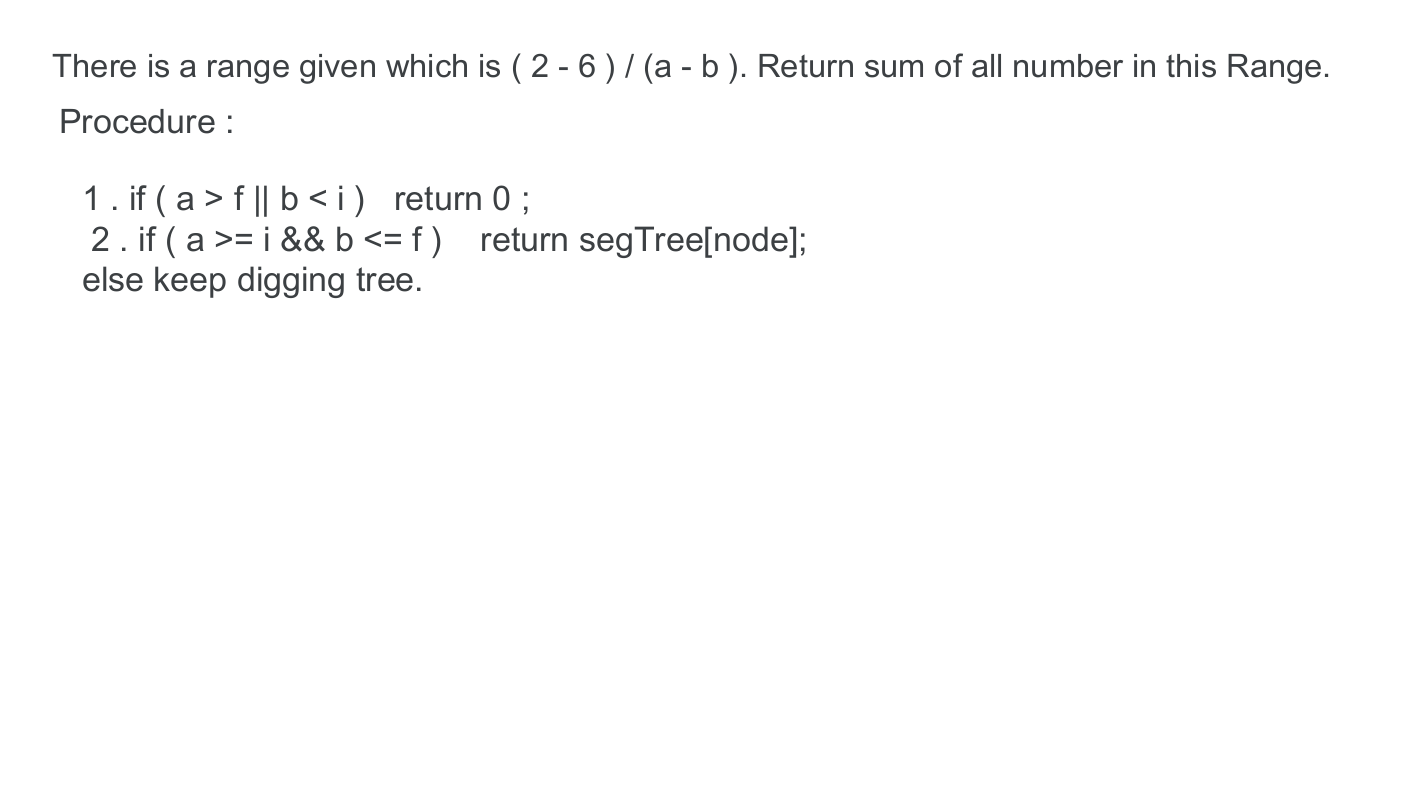 There is a range given which is ( 2 - 6 ) / (a - b ). Return sum of all number in this Range.
Procedure :
1 . if ( a > f || b < i )   return 0 ;
2 . if ( a >= i && b <= f )    return segTree[node];
else keep digging tree.